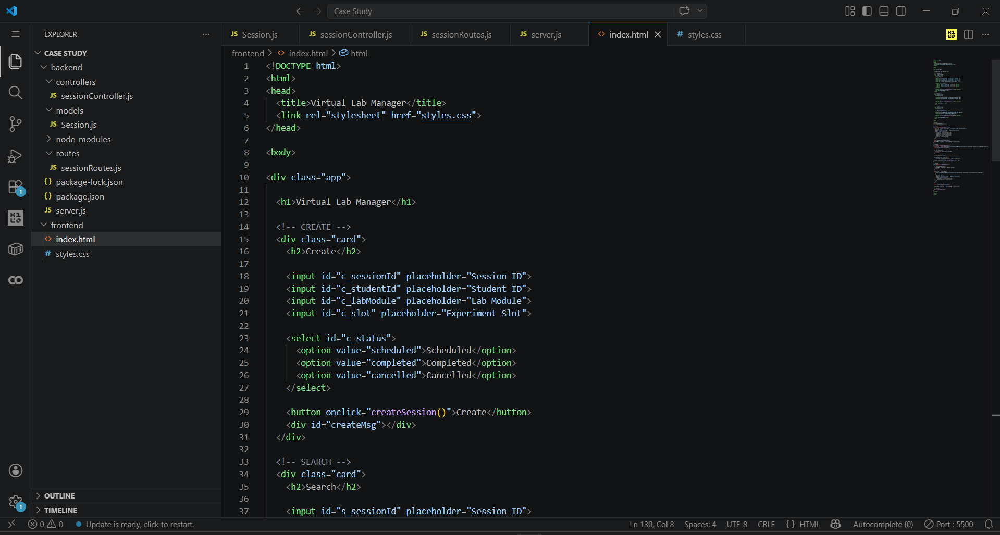 Case Study
EXPLORER
CASE STUDY
backend
controllers
JS sessionController.js
models
JS Session.js
node_modules
routes
JS sessionRoutes.js
{} package-lock.json
{} package.json
JS server.js
frontend
<> index.html
# styles.css
OUTLINE
TIMELINE
1
1
JS Session.js
JS sessionController.js
JS sessionRoutes.js
JS server.js
<> index.html
# styles.css
frontend > <> index.html > html
1 <!DOCTYPE html>
2 <html>
3 <head>
4 <title>Virtual Lab Manager</title>
5 <link rel="stylesheet" href="styles.css">
6 </head>
7
8 <body>
9
10 <div class="app">
11
12 <h1>Virtual Lab Manager</h1>
13
14 <!-- CREATE -->
15 <div class="card">
16 <h2>Create</h2>
17
18 <input id="c_sessionId" placeholder="Session ID">
19 <input id="c_studentId" placeholder="Student ID">
20 <input id="c_labModule" placeholder="Lab Module">
21 <input id="c_slot" placeholder="Experiment Slot">
22
23 <select id="c_status">
24 <option value="scheduled">Scheduled</option>
25 <option value="completed">Completed</option>
26 <option value="cancelled">Cancelled</option>
27 </select>
28
29 <button onclick="createSession()">Create</button>
30 <div id="createMsg"></div>
31 </div>
32
33 <!-- SEARCH -->
34 <div class="card">
35 <h2>Search</h2>
36
37 <input id="s_sessionId" placeholder="Session ID">
0 0 Update is ready, click to restart.
Ln 130, Col 8 Spaces: 4 UTF-8 CRLF {} HTML Autocomplete (0) Port : 5500